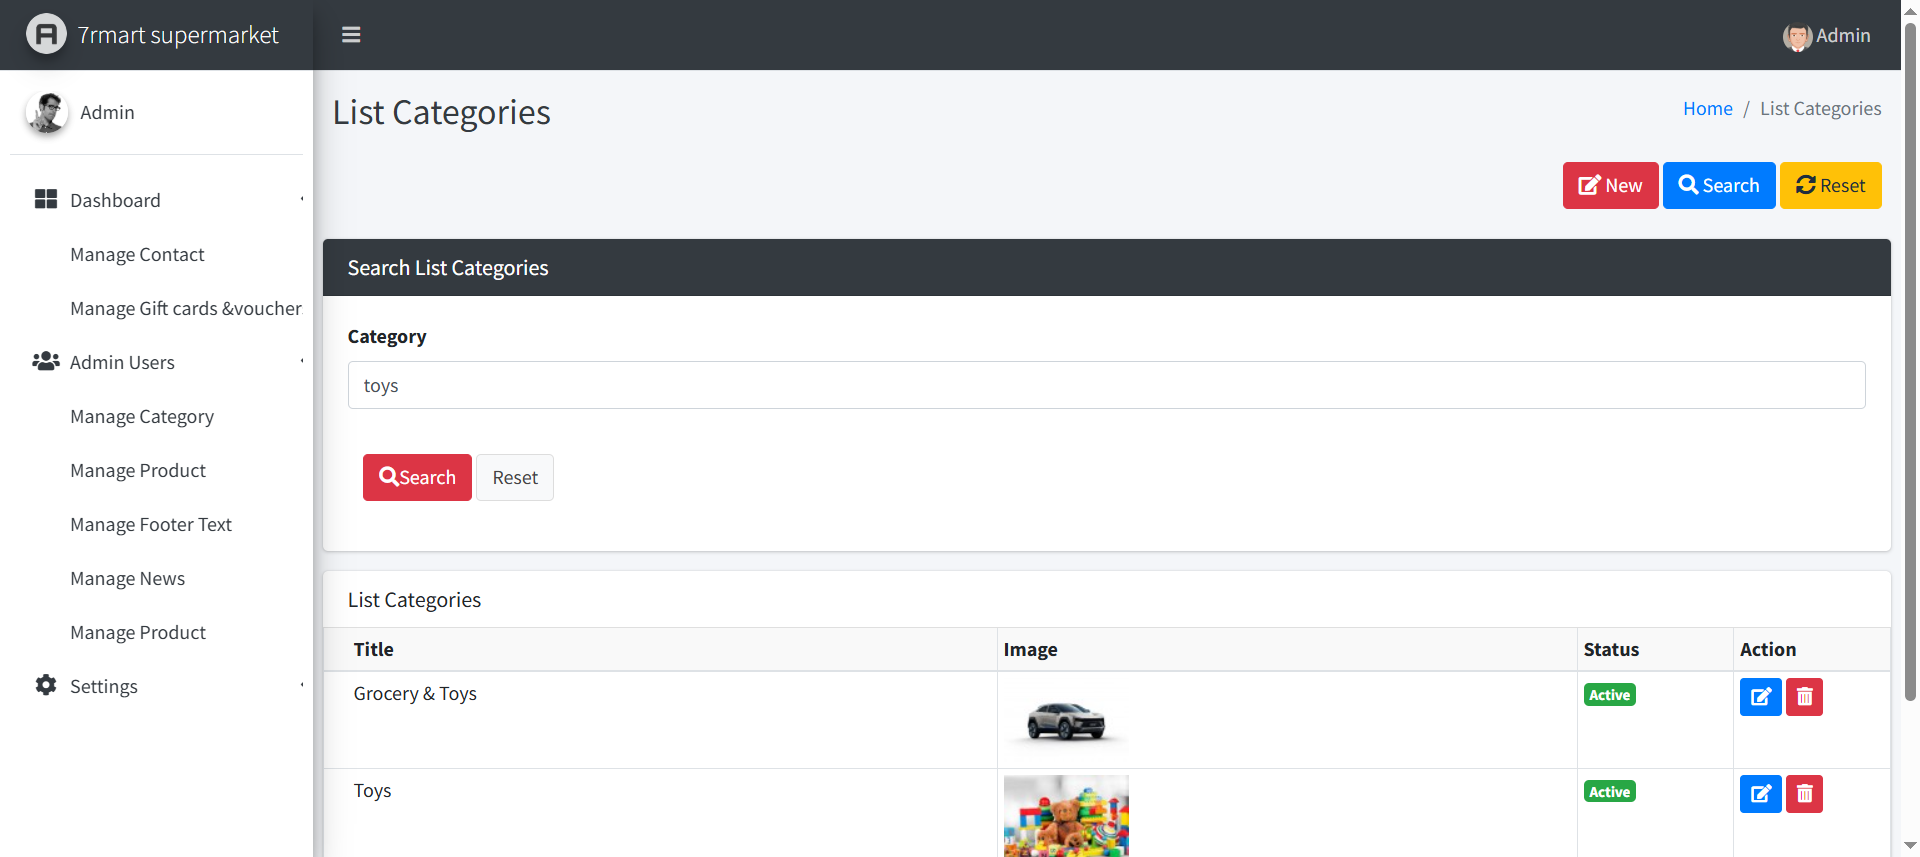 7rmart supermarket
Admin
Admin
List Categories
Home / List Categories
New
Search
Reset
Dashboard
Manage Contact
Manage Gift cards &voucher
Admin Users
Manage Category
Manage Product
Manage Footer Text
Manage News
Manage Product
Settings
Search List Categories
Category
toys
Search
Reset
List Categories
Title Image Status Action
Grocery & Toys Active
Toys Active